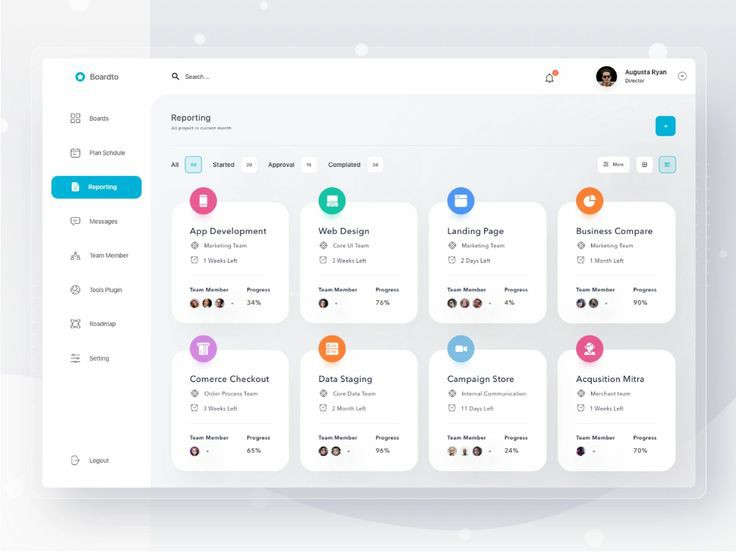 Boardto
Search ...
Augusta Ryan
Director
Boards
Plan Schdule
Reporting
Messages
Team Member
Tools Plugin
Roadmap
Setting
Logout
Reporting
All project in current month
+
All
Started 20
Approval 15
Complated 34
More
App Development
Marketing Team
1 Weeks Left
Team Member Progress
+ 34%
Web Design
Core UI Team
3 Weeks Left
Team Member Progress
+ 76%
Landing Page
Marketing Team
2 Days Left
Team Member Progress
+ 4%
Business Compare
Marketing Team
1 Month Left
Team Member Progress
+ 90%
Comerce Checkout
Order Process Team
3 Weeks Left
Team Member Progress
+ 65%
Data Staging
Core Data Team
2 Month Left
Team Member Progress
+ 96%
Campaign Store
Internal Communication
11 Days Left
Team Member Progress
+ 24%
Acqusition Mitra
Merchant team
1 Weeks Left
Team Member Progress
+ 70%